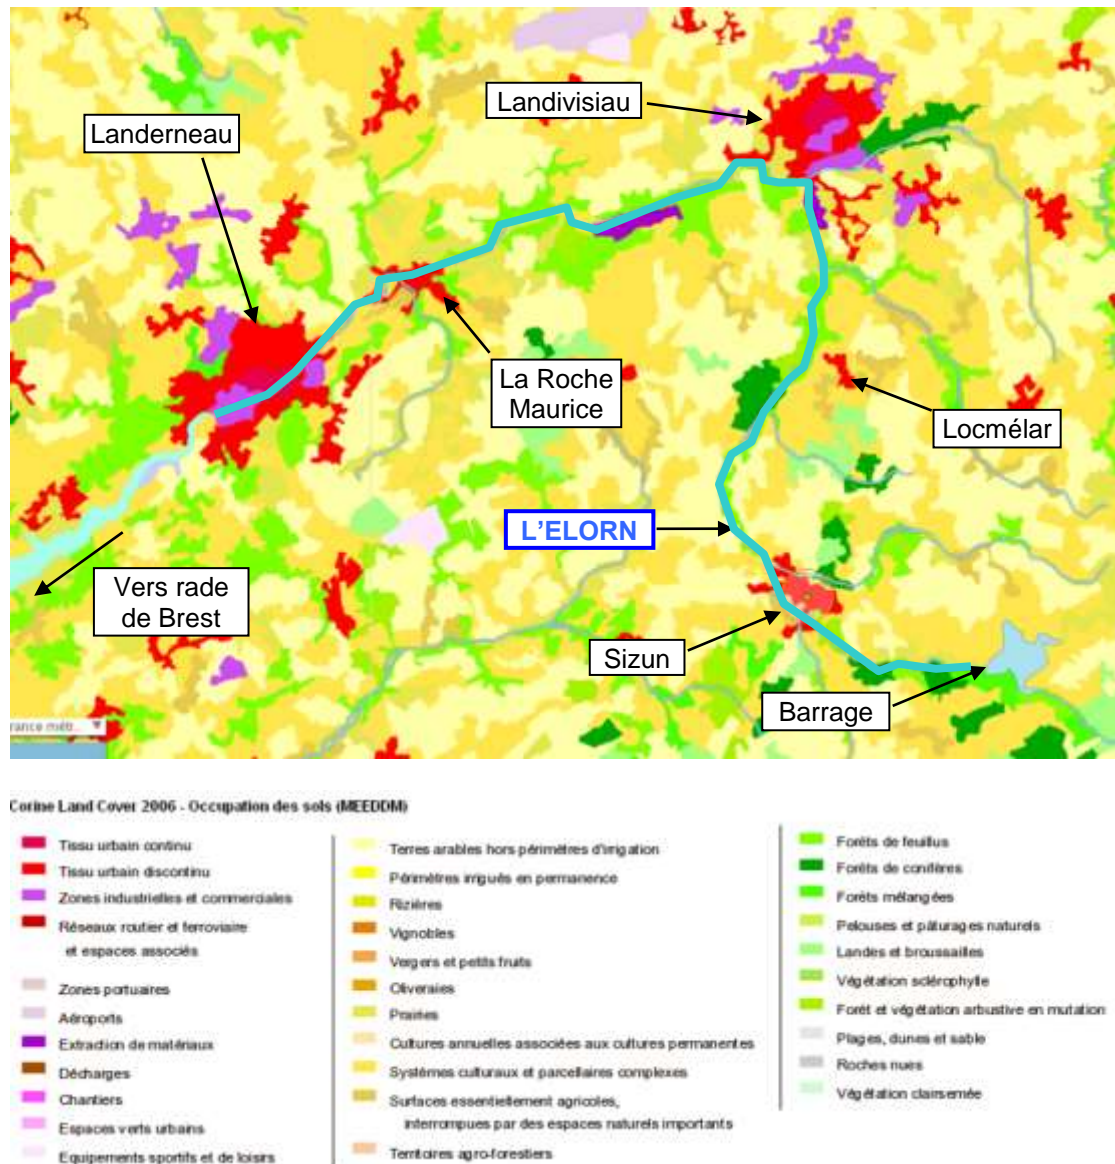 Landivisiau
Landerneau
La Roche
Maurice
Locmélar
L'ELORN
Vers rade
de Brest
Sizun
Barrage
rance métr...
Corine Land Cover 2006 - Occupation des sols (MEEDDM)
Tissu urbain continu
Tissu urbain discontinu
Zones industrielles et commerciales
Réseaux routier et ferroviaire
et espaces associés
Zones portuaires
Aéroports
Extraction de matériaux
Décharges
Chantiers
Espaces verts urbains
Equipements sportifs et de loisirs
Terres arables hors périmètres d'irrigation
Périmètres irrigués en permanence
Rizières
Vignobles
Vergers et petits fruits
Oliveraies
Prairies
Cultures annuelles associées aux cultures permanentes
Systèmes culturaux et parcellaires complexes
Surfaces essentiellement agricoles,
interrompues par des espaces naturels importants
Territoires agro-forestiers
Forêts de feuillus
Forêts de conifères
Forêts mélangées
Pelouses et pâturages naturels
Landes et broussailles
Végétation sclérophylle
Forêt et végétation arbustive en mutation
Plages, dunes et sable
Roches nues
Végétation clairsemée